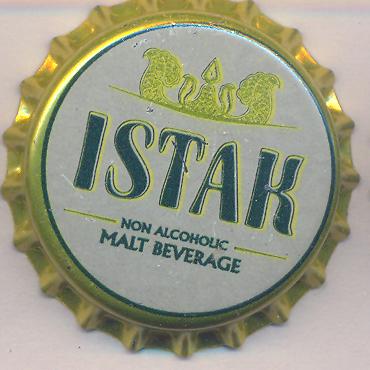 ISTAK
NON ALCOHOLIC
MALT BEVERAGE